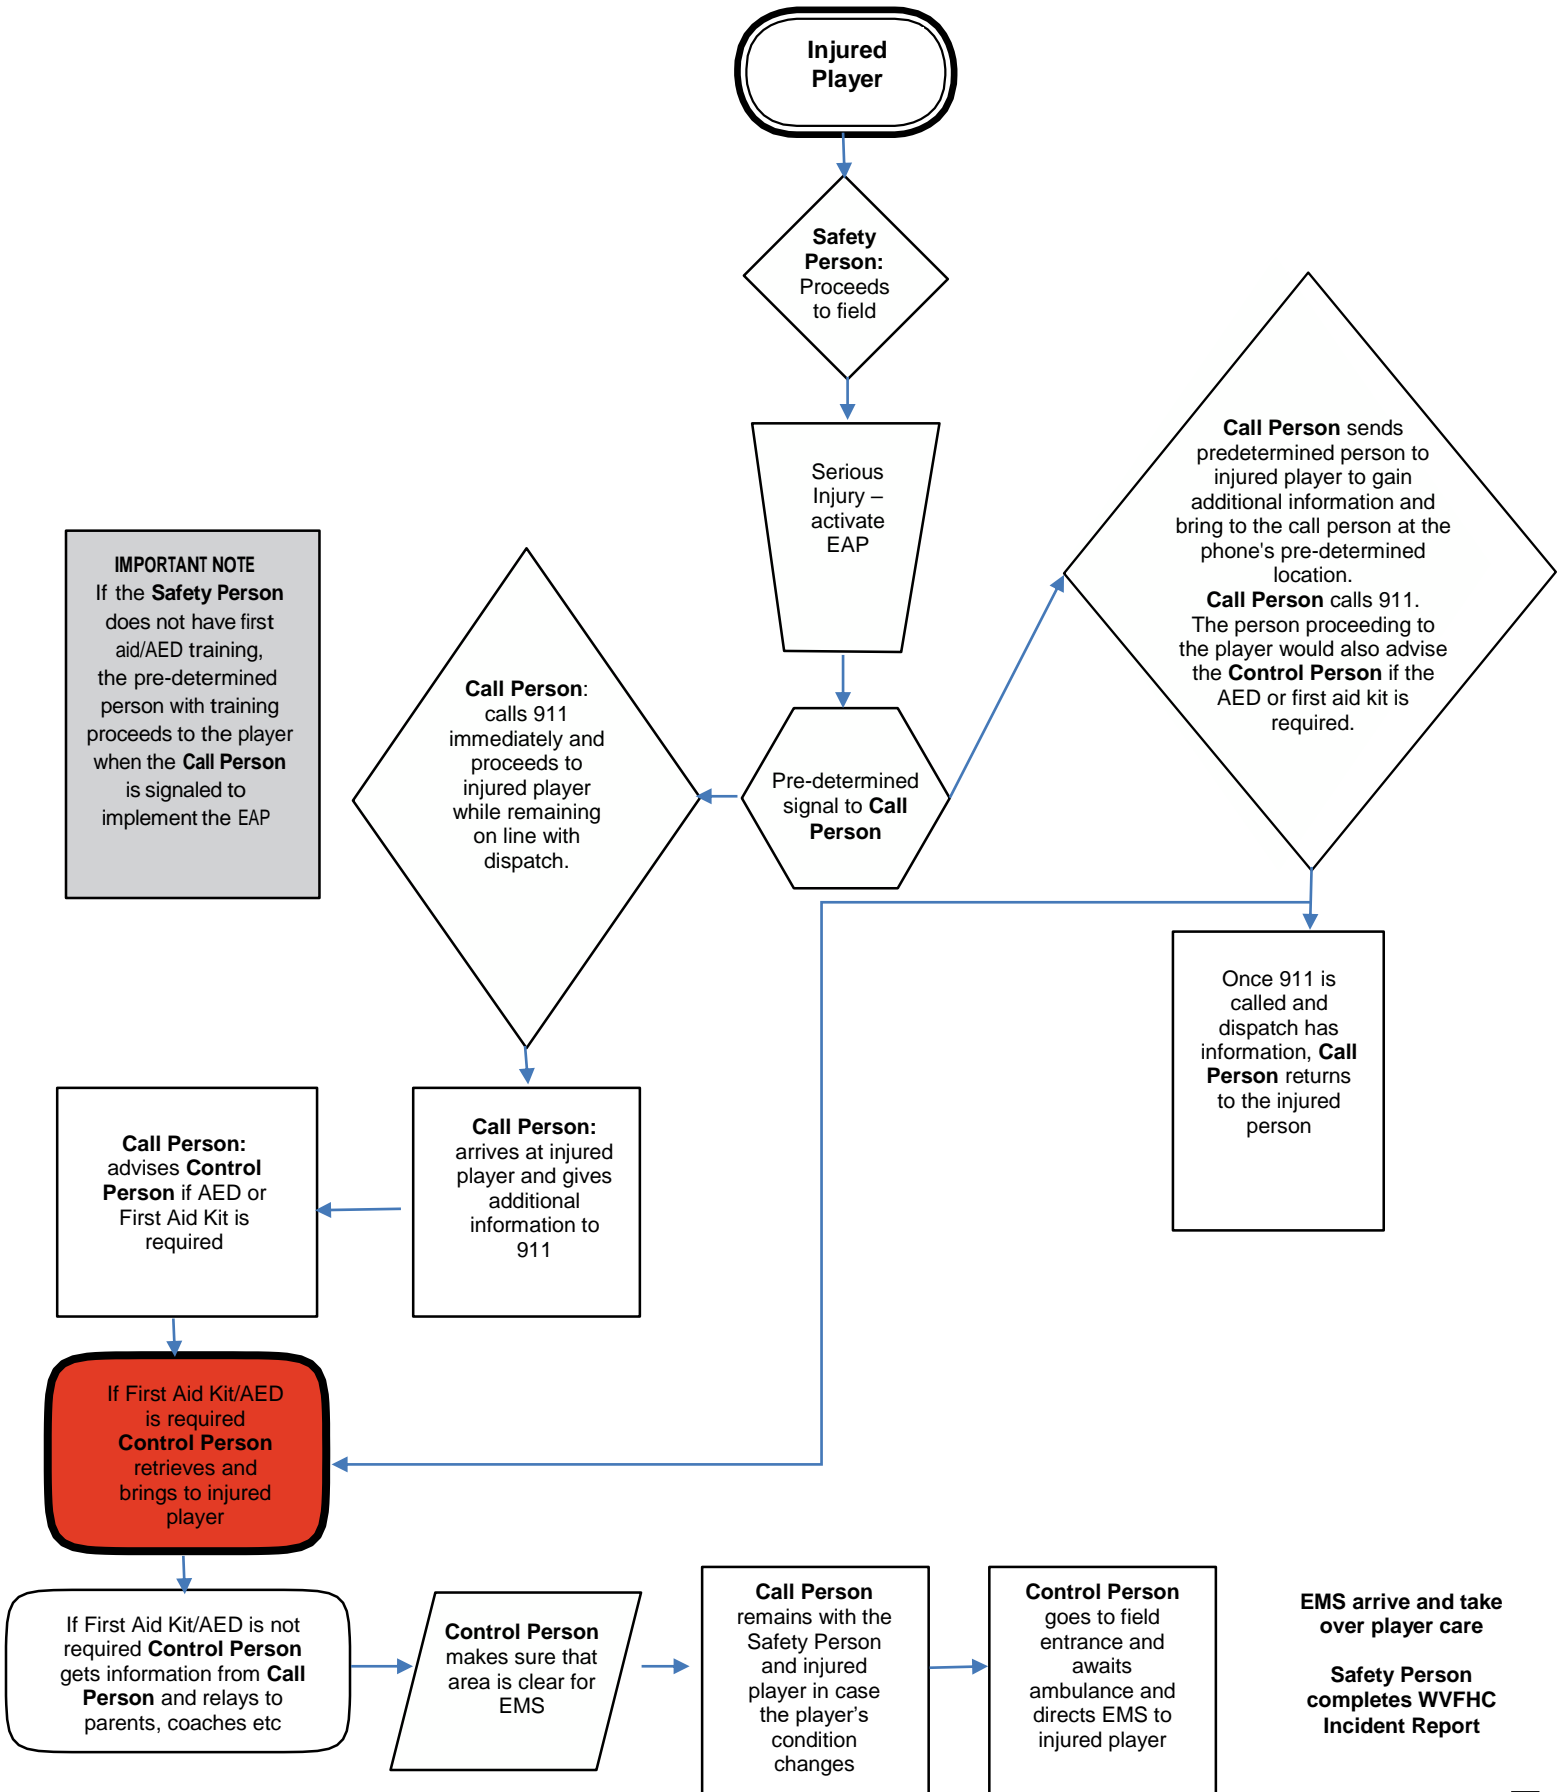 Injured
Player
Safety
Person:
Proceeds
to field
Serious
Injury –
activate
EAP
Call Person sends
predetermined person to
injured player to gain
additional information and
bring to the call person at the
phone's pre-determined
location.
Call Person calls 911.
The person proceeding to
the player would also advise
the Control Person if the
AED or first aid kit is
required.
IMPORTANT NOTE
If the Safety Person
does not have first
aid/AED training,
the pre-determined
person with training
proceeds to the player
when the Call Person
is signaled to
implement the EAP
Call Person:
calls 911
immediately and
proceeds to
injured player
while remaining
on line with
dispatch.
Pre-determined
signal to Call
Person
Once 911 is
called and
dispatch has
information, Call
Person returns
to the injured
person
Call Person:
arrives at injured
player and gives
additional
information to
911
Call Person:
advises Control
Person if AED or
First Aid Kit is
required
If First Aid Kit/AED
is required
Control Person
retrieves and
brings to injured
player
If First Aid Kit/AED is not
required Control Person
gets information from Call
Person and relays to
parents, coaches etc
Control Person
makes sure that
area is clear for
EMS
Call Person
remains with the
Safety Person
and injured
player in case
the player's
condition
changes
Control Person
goes to field
entrance and
awaits
ambulance and
directs EMS to
injured player
EMS arrive and take
over player care
Safety Person
completes WVFHC
Incident Report